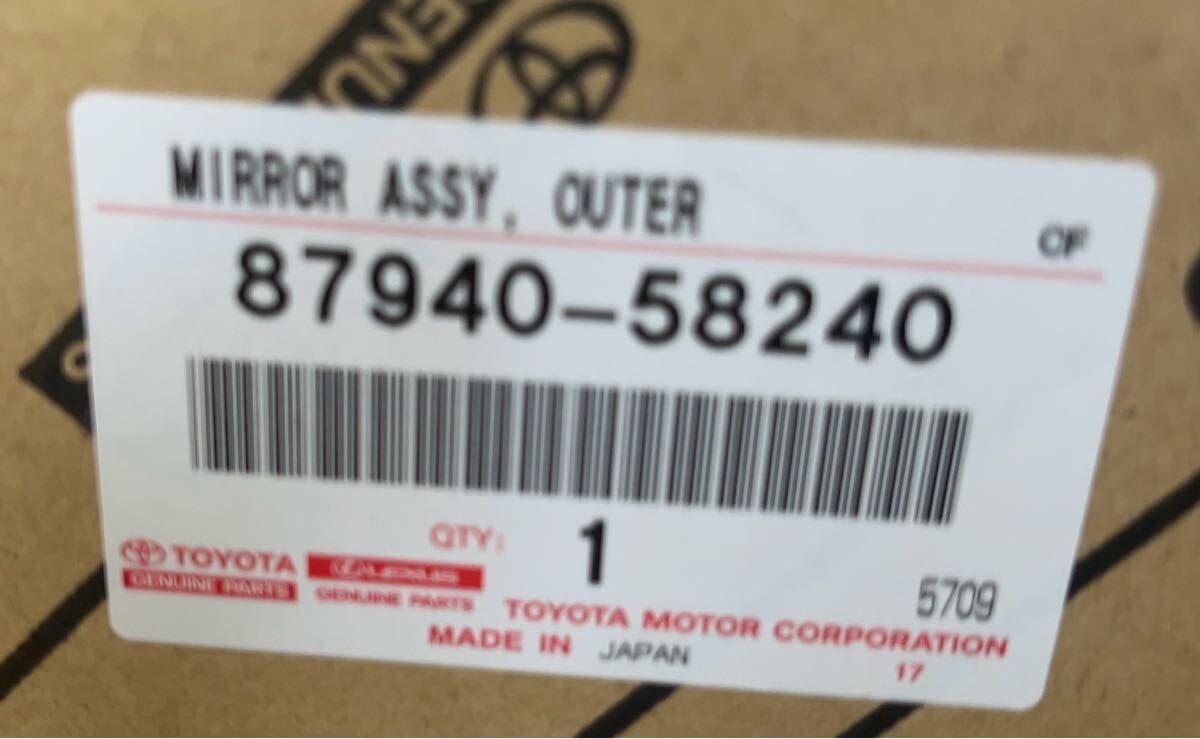 MIRROR ASSY, OUTER
OF
87940-58240
QTY: 1
TOYOTA
GENUINE PARTS
LEXUS
GENUINE PARTS
5709
TOYOTA MOTOR CORPORATION
MADE IN JAPAN
17